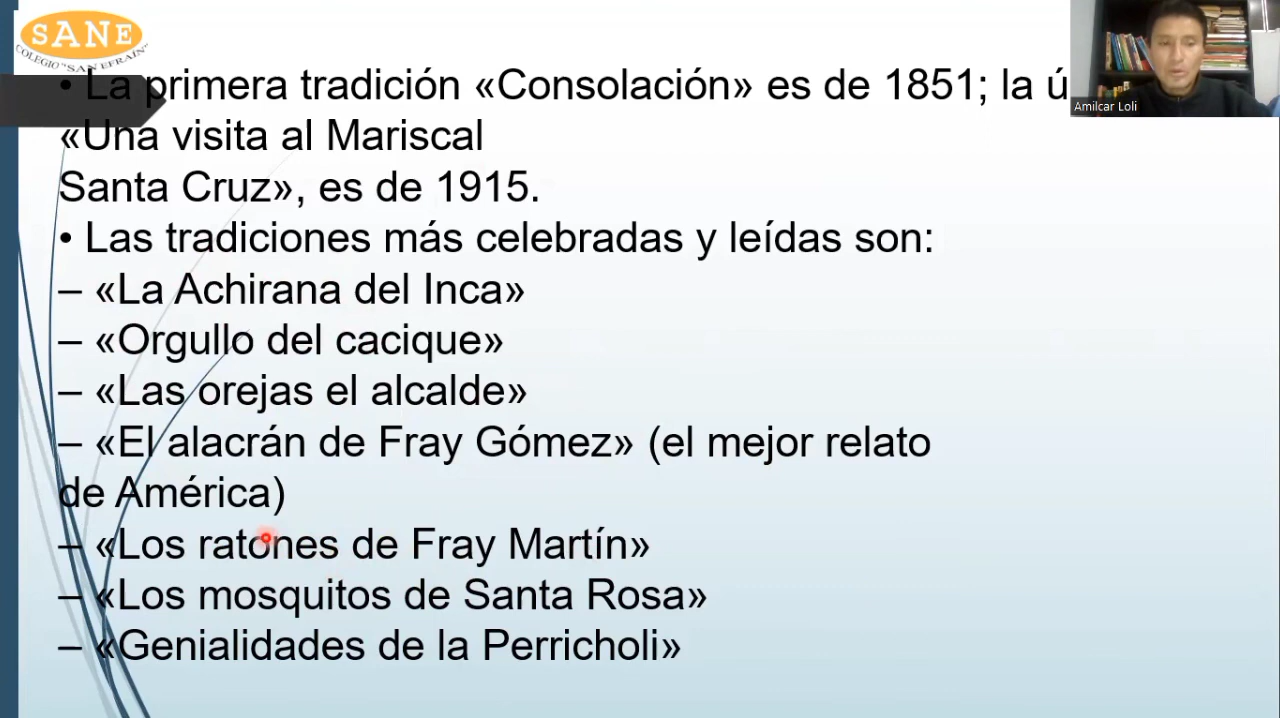 SANE
COLEGIO "SAN EFRAIN"
• La primera tradición «Consolación» es de 1851; la ú
Amilcar Loli
«Una visita al Mariscal
Santa Cruz», es de 1915.
• Las tradiciones más celebradas y leídas son:
– «La Achirana del Inca»
– «Orgullo del cacique»
– «Las orejas el alcalde»
– «El alacrán de Fray Gómez» (el mejor relato
de América)
– «Los ratones de Fray Martín»
– «Los mosquitos de Santa Rosa»
– «Genialidades de la Perricholi»